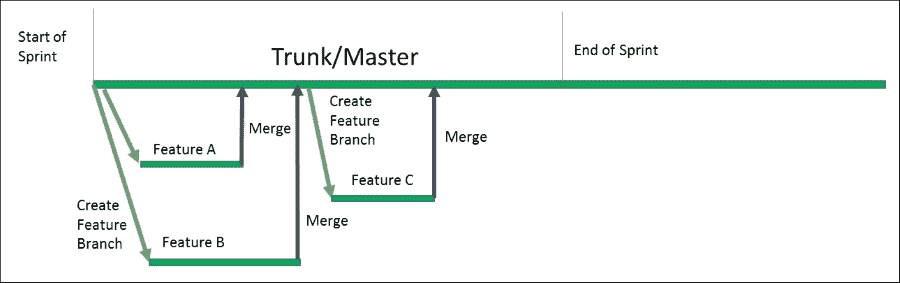 Start of
Sprint
Trunk/Master
End of Sprint
Create
Feature
Branch
Merge
Merge
Feature A
Feature C
Create
Feature
Branch
Merge
Feature B